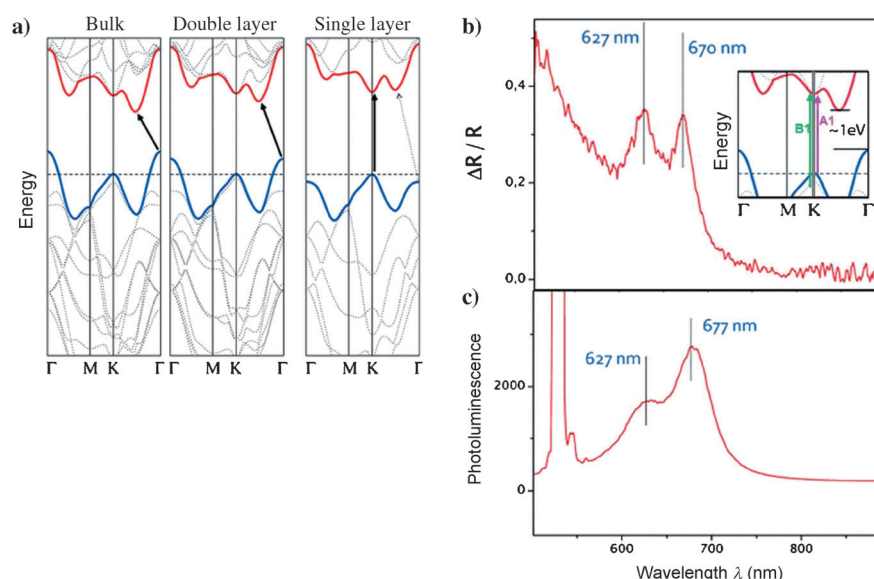 a)
Bulk
Double layer
Single layer
Energy
Γ M K Γ
Γ M K Γ
Γ M K Γ
b)
627 nm
670 nm
0,4
0.2
0.0
ΔR / R
Energy
B1
A1
~1eV
Γ M K Γ
c)
627 nm
677 nm
2000
0
Photoluminescence
600 700 800
Wavelength λ (nm)